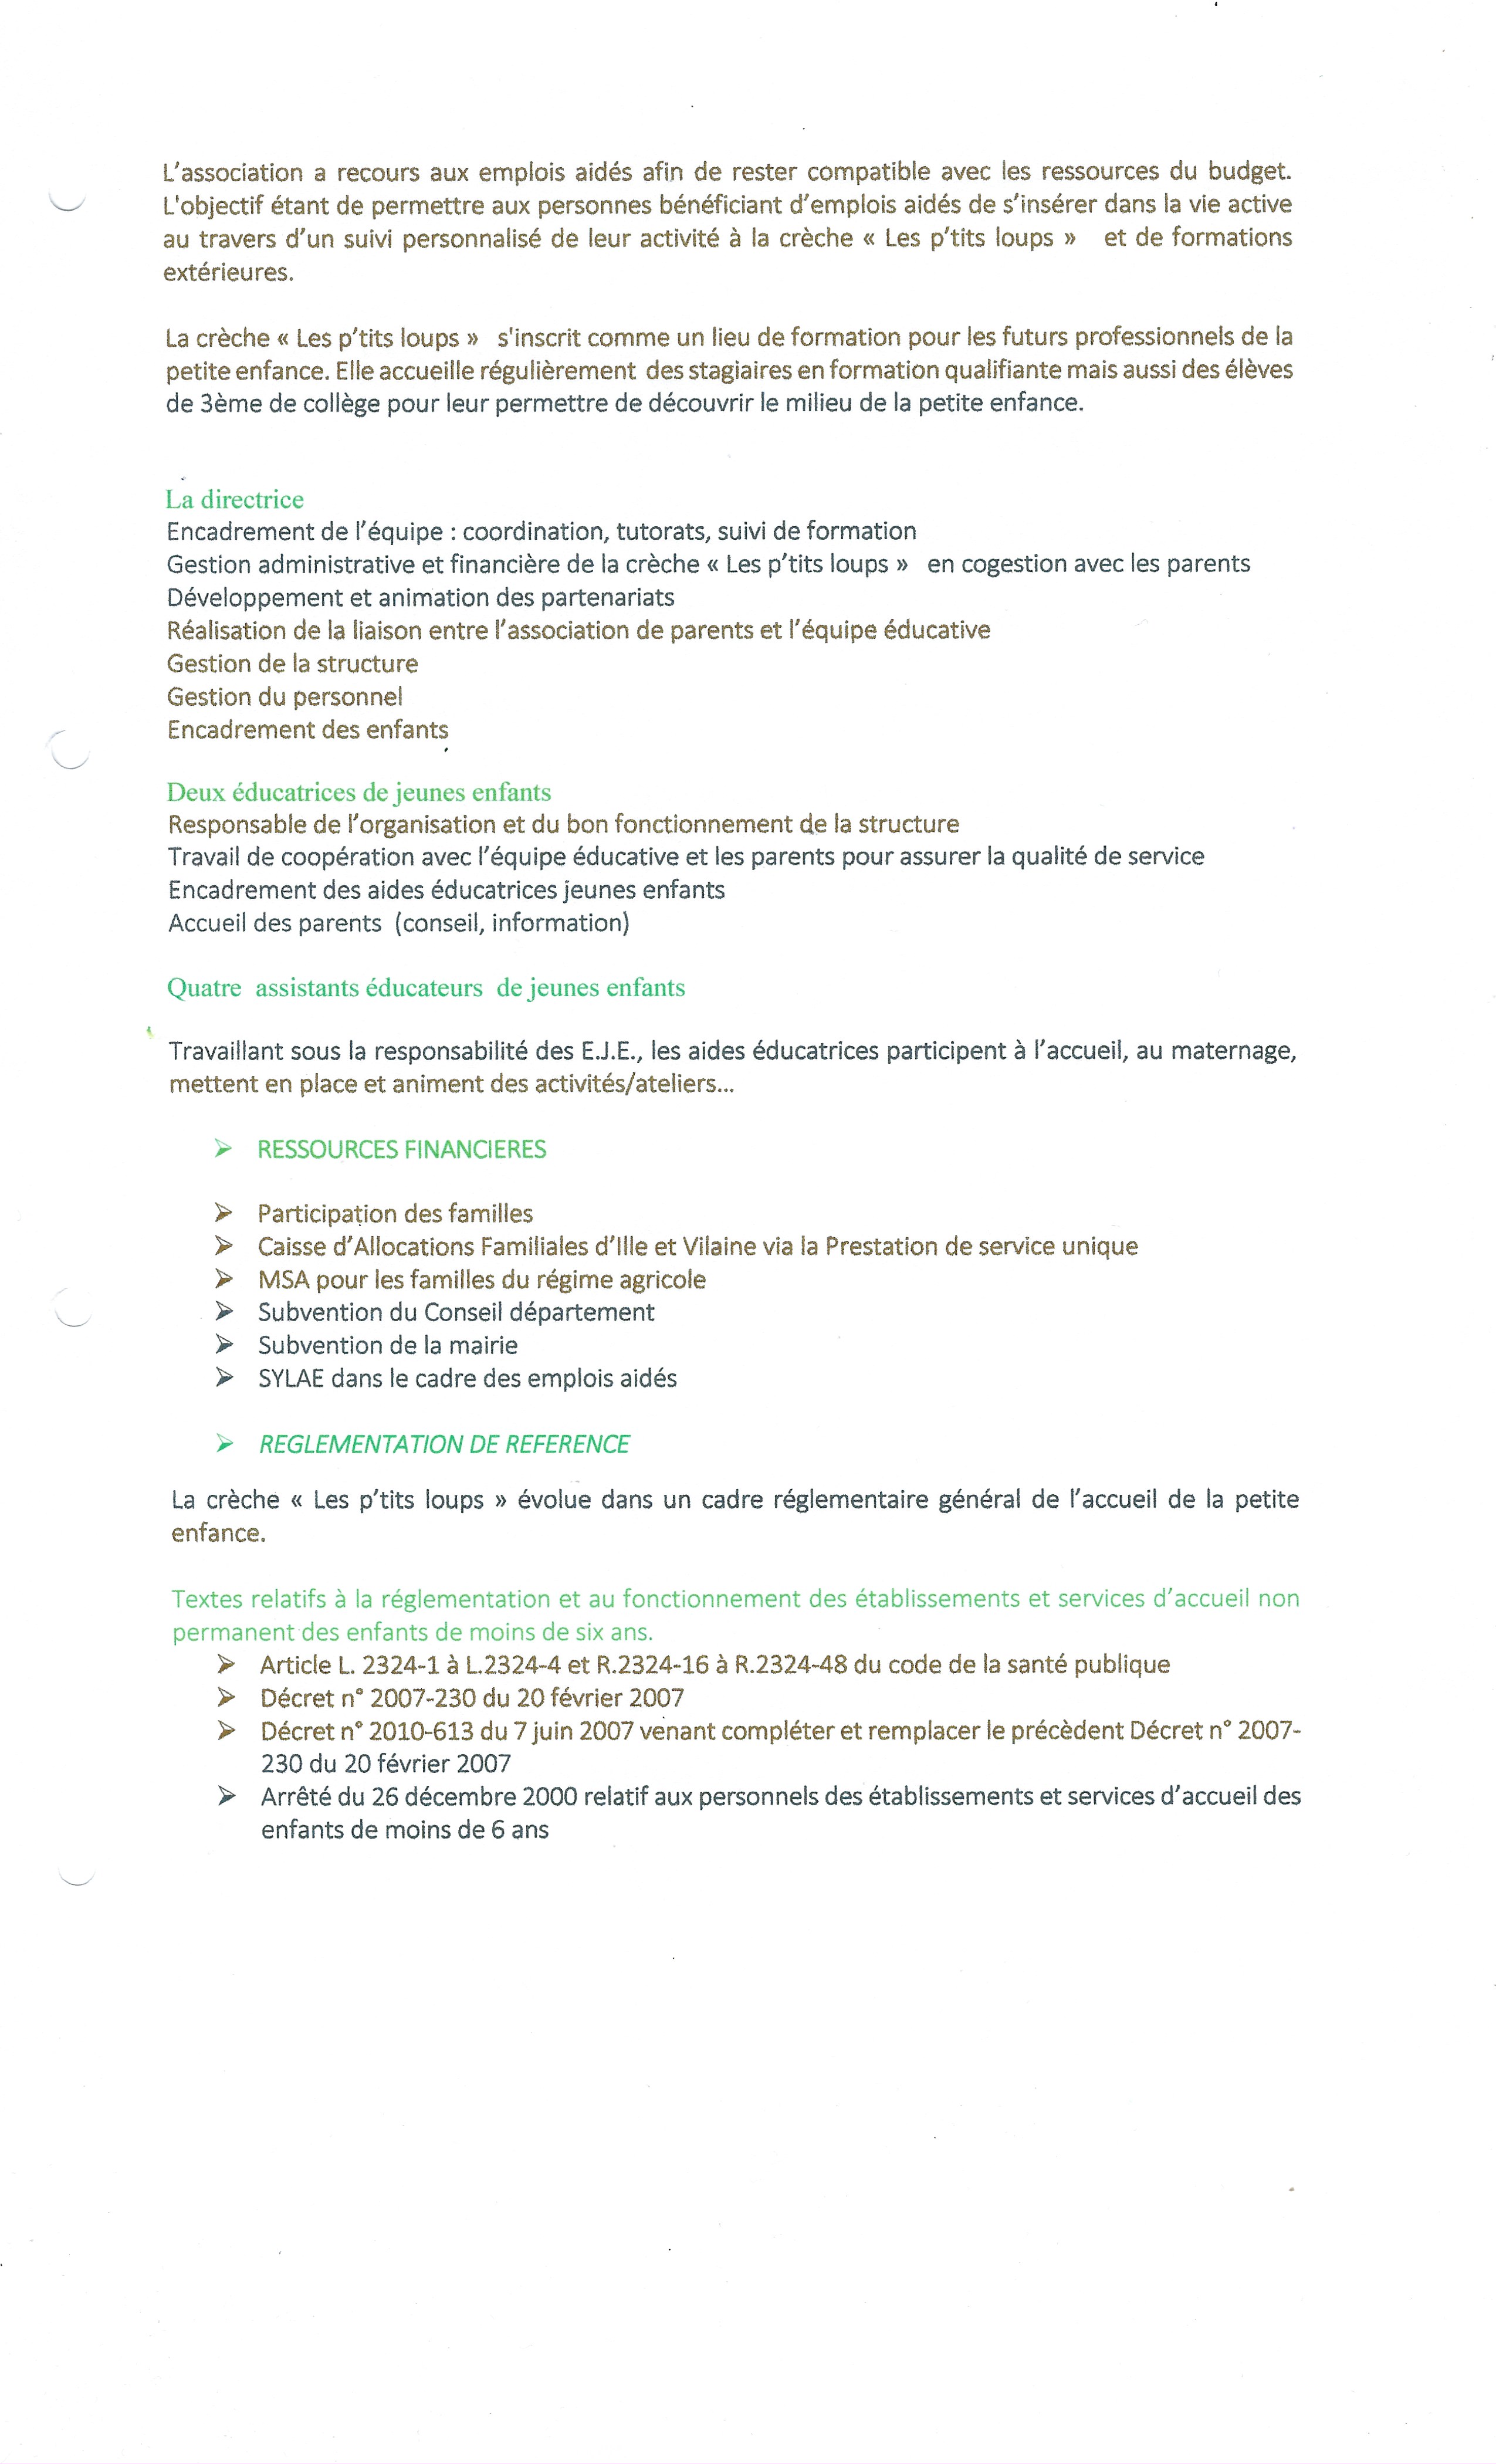 L'association a recours aux emplois aidés afin de rester compatible avec les ressources du budget.
L'objectif étant de permettre aux personnes bénéficiant d'emplois aidés de s'insérer dans la vie active
au travers d'un suivi personnalisé de leur activité à la crèche « Les p'tits loups » et de formations
extérieures.
La crèche « Les p'tits loups » s'inscrit comme un lieu de formation pour les futurs professionnels de la
petite enfance. Elle accueille régulièrement des stagiaires en formation qualifiante mais aussi des élèves
de 3ème de collège pour leur permettre de découvrir le milieu de la petite enfance.
La directrice
Encadrement de l'équipe : coordination, tutorats, suivi de formation
Gestion administrative et financière de la crèche « Les p'tits loups » en cogestion avec les parents
Développement et animation des partenariats
Réalisation de la liaison entre l'association de parents et l'équipe éducative
Gestion de la structure
Gestion du personnel
Encadrement des enfants
Deux éducatrices de jeunes enfants
Responsable de l'organisation et du bon fonctionnement de la structure
Travail de coopération avec l'équipe éducative et les parents pour assurer la qualité de service
Encadrement des aides éducatrices jeunes enfants
Accueil des parents (conseil, information)
Quatre assistants éducateurs de jeunes enfants
Travaillant sous la responsabilité des E.J.E., les aides éducatrices participent à l'accueil, au maternage,
mettent en place et animent des activités/ateliers...
➢ RESSOURCES FINANCIERES
➢ Participation des familles
➢ Caisse d'Allocations Familiales d'Ille et Vilaine via la Prestation de service unique
➢ MSA pour les familles du régime agricole
➢ Subvention du Conseil département
➢ Subvention de la mairie
➢ SYLAE dans le cadre des emplois aidés
➢ REGLEMENTATION DE REFERENCE
La crèche « Les p'tits loups » évolue dans un cadre réglementaire général de l'accueil de la petite
enfance.
Textes relatifs à la réglementation et au fonctionnement des établissements et services d'accueil non
permanent des enfants de moins de six ans.
➢ Article L. 2324-1 à L.2324-4 et R.2324-16 à R.2324-48 du code de la santé publique
➢ Décret n° 2007-230 du 20 février 2007
➢ Décret n° 2010-613 du 7 juin 2007 venant compléter et remplacer le précèdent Décret n° 2007-
230 du 20 février 2007
➢ Arrêté du 26 décembre 2000 relatif aux personnels des établissements et services d'accueil des
enfants de moins de 6 ans